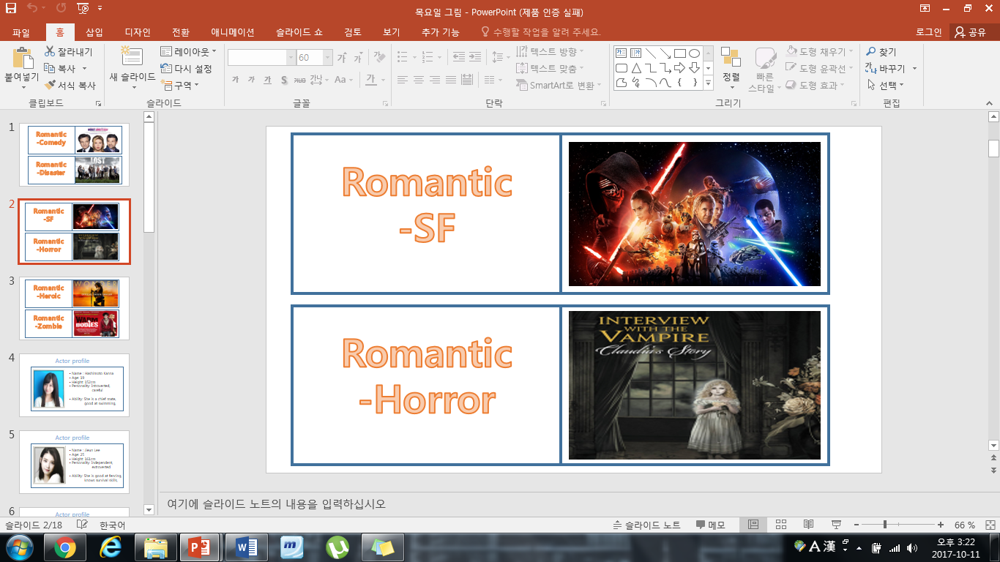 목요일 그림 - PowerPoint (제품 인증 실패)
파일 홈 삽입 디자인 전환 애니메이션 슬라이드 쇼 검토 보기 추가 기능 수행할 작업을 알려 주세요. 로그인 공유
붙여넣기
잘라내기
복사
서식 복사
클립보드
새 슬라이드
레이아웃
다시 설정
구역
슬라이드
60
가 가 가 S abc 간 Aa 가
글꼴
텍스트 방향
텍스트 맞춤
SmartArt로 변환
단락
정렬
빠른
스타일
도형 채우기
도형 윤곽선
도형 효과
그리기
찾기
바꾸기
선택
편집
1
Romantic
-Comedy
LOST
Romantic
-Disaster
2
Romantic
-SF
Romantic
-Horror
3
Romantic
-Heroic
WONDER
Romantic
-Zombie
WARM
BODIES
4
Actor profile
• Name : Hashimoto Kanna
• Age: 19
• Height: 152cm
• Personality: Introverted,
careful
• Ability: She is a chief mate,
good at swimming,
5
Actor profile
• Name : Jieun Lee
• Age: 25
• Height: 161cm
• Personality: Independent,
extroverted
• Ability: She is good at fencing,
knows survival skills,
6
Actor profile
Romantic
-SF
Romantic
-Horror
INTERVIEW
WITH THE
VAMPIRE
Claudia's Story
여기에 슬라이드 노트의 내용을 입력하십시오
슬라이드 2/18 한국어 슬라이드 노트 메모 66 %
A 漢
오후 3:22
2017-10-11